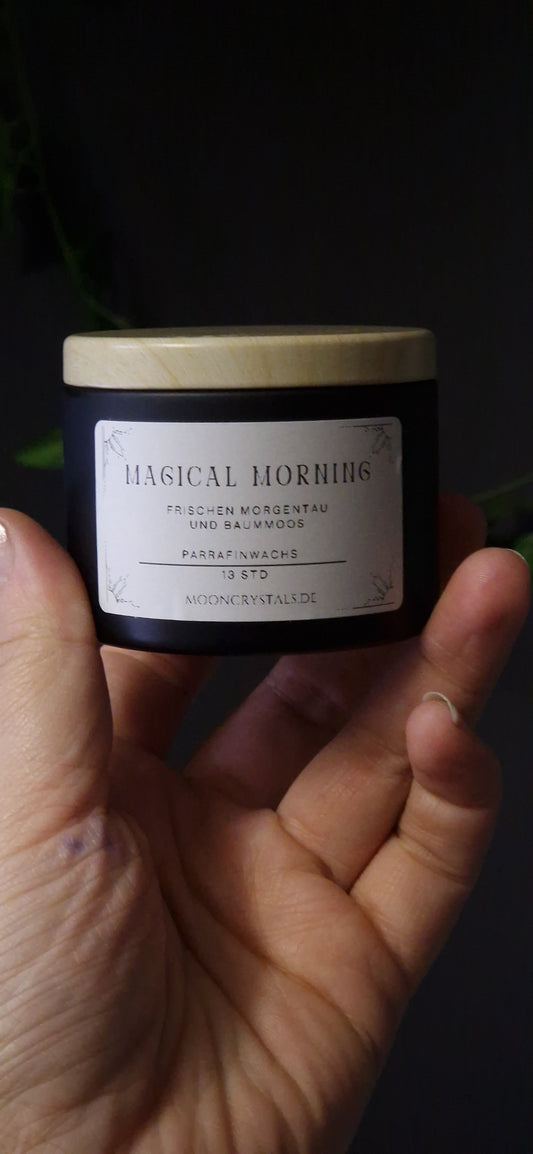 MAGICAL MORNING
FRISCHEN MORGENTAU
UND BAUMMOOS
PARRAFINWACHS
13 STD
MOONCRYSTALS.DE